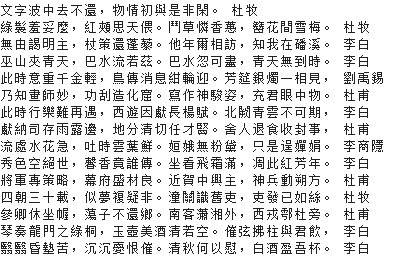 文字波中去不還，物情初與是非閑。 杜牧
綠鬢羞妥麼，紅頰思天偎。鬥草憐香蕙，簪花間雪梅。 杜牧
無由謁明主，杖策還蓬藜。他年爾相訪，知我在磻溪。 李白
巫山夾青天，巴水流若茲。巴水忽可盡，青天無到時。 李白
此時意重千金輕，鳥傳消息紺輪迎。芳筵銀燭一相見， 劉禹錫
乃知畫師妙，功刮造化窟。寫作神駿姿，充君眼中物。 杜甫
此時行樂難再遇，西遊因獻長楊賦。北闕青雲不可期， 李白
獻納司存雨露邊，地分清切任才賢。舍人退食收封事， 杜甫
流處水花急，吐時雲葉鮮。姮娥無粉黛，只是逞嬋娟。 李商隱
秀色空絕世，馨香竟誰傳。坐看飛霜滿，凋此紅芳年。 李白
將軍專策略，幕府盛材良。近賀中興主，神兵動朔方。 杜甫
四朝三十載，似夢複疑非。潼關識舊吏，吏發已如絲。 杜牧
參卿休坐幄，蕩子不還鄉。南客瀟湘外，西戎鄠杜旁。 杜甫
琴奏龍門之綠桐，玉壺美酒清若空。催弦拂柱與君飲， 李白
翳翳昏墊苦，沉沉憂恨催。清秋何以慰，白酒盈吾杯。 李白